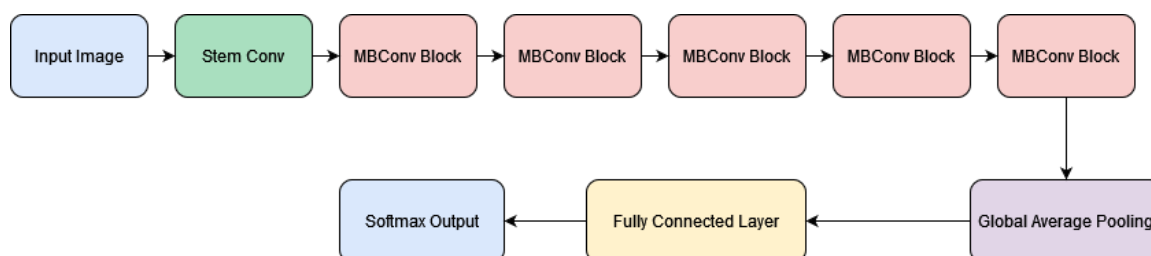 Input Image
Stem Conv
MBConv Block
MBConv Block
MBConv Block
MBConv Block
MBConv Block
Global Average Pooling
Fully Connected Layer
Softmax Output